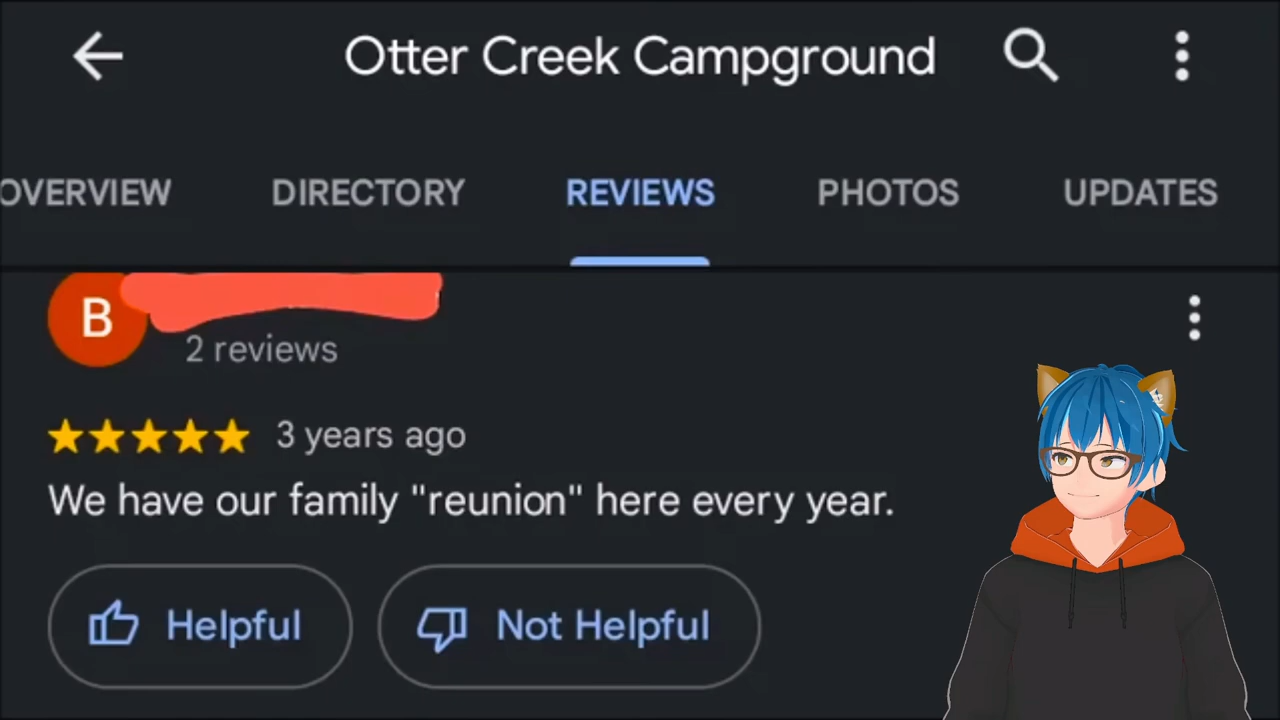 Otter Creek Campground
OVERVIEW DIRECTORY REVIEWS PHOTOS UPDATES
B
2 reviews
3 years ago
We have our family "reunion" here every year.
Helpful Not Helpful